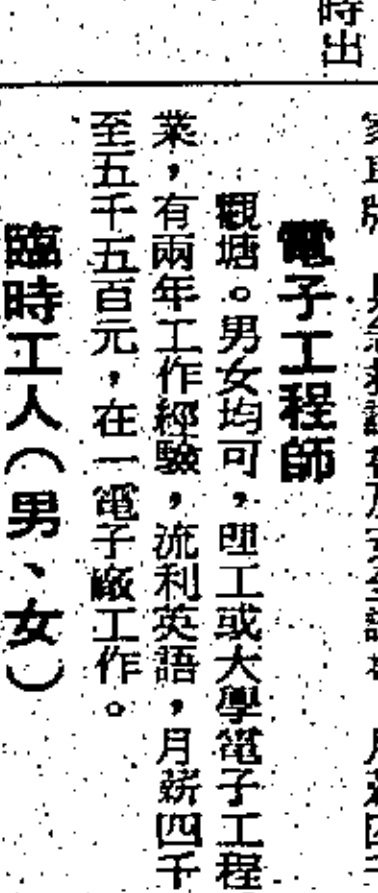 時出
電子工程師
觀塘。男女均可，理工或大學電子工程
業，有兩年工作經驗，流利英語，月薪四千
至五千五百元，在一電子廠工作。
臨時工人（男、女）